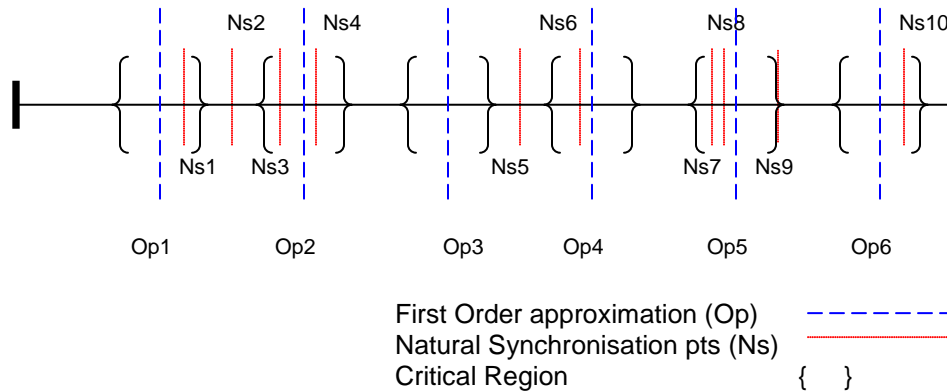 Ns2 Ns4 Ns6 Ns8 Ns10
Ns1 Ns3 Ns5 Ns7 Ns9
Op1 Op2 Op3 Op4 Op5 Op6
First Order approximation (Op)
Natural Synchronisation pts (Ns)
Critical Region { }